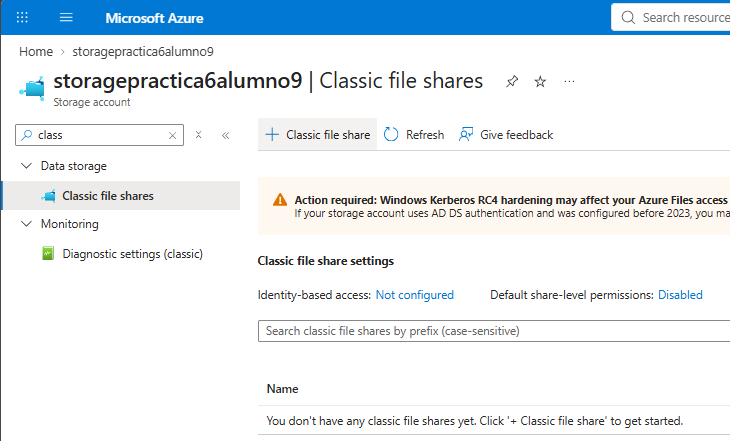 Microsoft Azure
Search resource
Home > storagepractica6alumno9
storagepractica6alumno9 | Classic file shares
Storage account
class
+ Classic file share Refresh Give feedback
Data storage
Classic file shares
Monitoring
Diagnostic settings (classic)
Action required: Windows Kerberos RC4 hardening may affect your Azure Files access
If your storage account uses AD DS authentication and was configured before 2023, you ma
Classic file share settings
Identity-based access: Not configured Default share-level permissions: Disabled
Search classic file shares by prefix (case-sensitive)
Name
You don't have any classic file shares yet. Click '+ Classic file share' to get started.